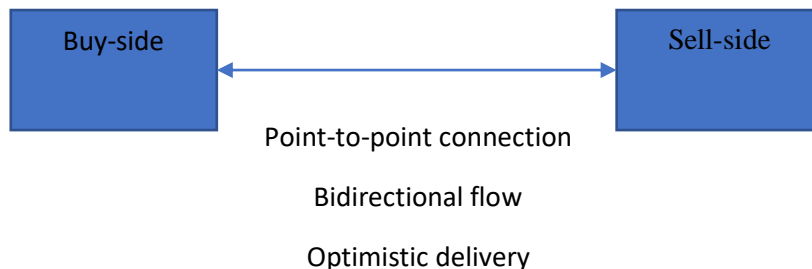 Buy-side
Sell-side
Point-to-point connection
Bidirectional flow
Optimistic delivery